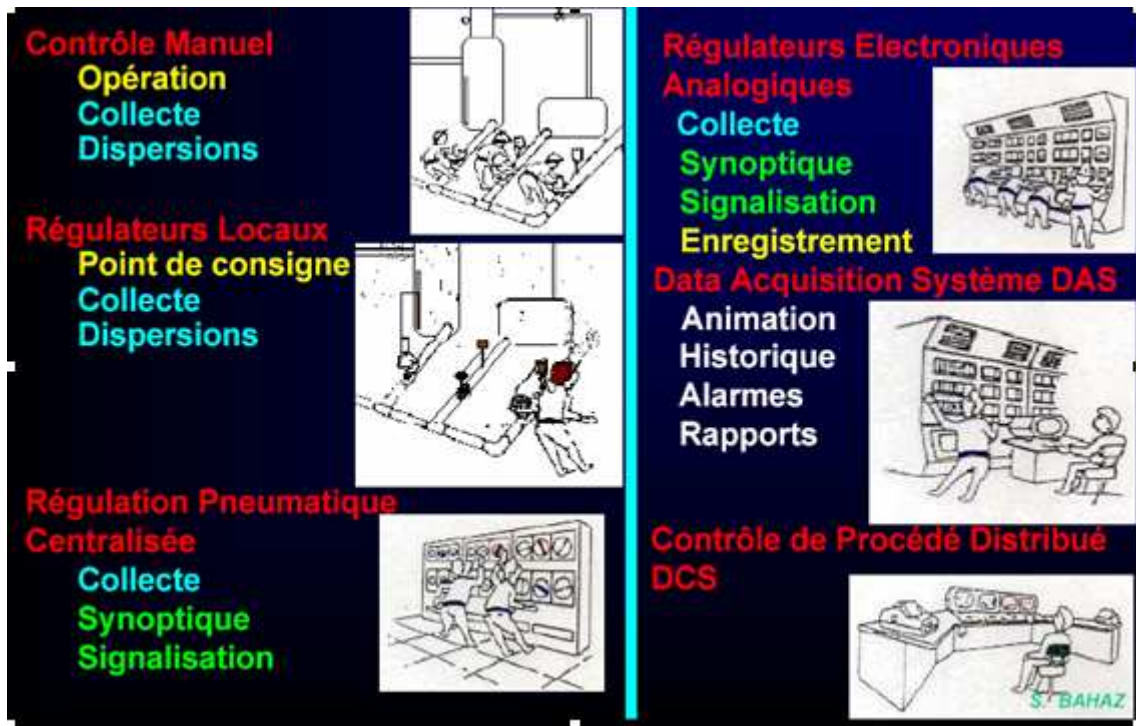 Contrôle Manuel
Opération
Collecte
Dispersions
Régulateurs Locaux
Point de consigne
Collecte
Dispersions
Régulation Pneumatique
Centralisée
Collecte
Synoptique
Signalisation
Régulateurs Electroniques
Analogiques
Collecte
Synoptique
Signalisation
Enregistrement
Data Acquisition Système DAS
Animation
Historique
Alarmes
Rapports
Contrôle de Procédé Distribué
DCS
S. BAHAZ